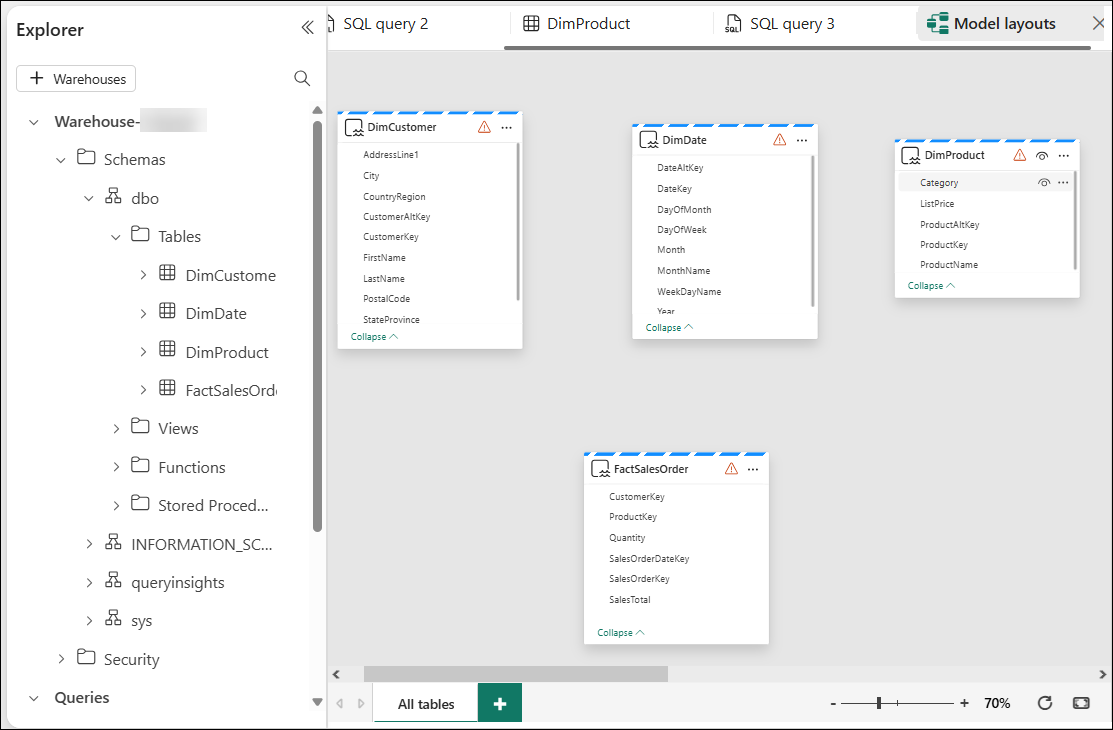 Explorer
+ Warehouses
Warehouse-
Schemas
dbo
Tables
DimCustome
DimDate
DimProduct
FactSalesOrd
Views
Functions
Stored Proced...
INFORMATION_SC...
queryinsights
sys
Security
Queries
SQL query 2
DimProduct
SQL query 3
Model layouts
DimCustomer
AddressLine1
City
CountryRegion
CustomerAltKey
CustomerKey
FirstName
LastName
PostalCode
StateProvince
Collapse
DimDate
DateAltKey
DateKey
DayOfMonth
DayOfWeek
Month
MonthName
WeekDayName
Year
Collapse
DimProduct
Category
ListPrice
ProductAltKey
ProductKey
ProductName
Collapse
FactSalesOrder
CustomerKey
ProductKey
Quantity
SalesOrderDateKey
SalesOrderKey
SalesTotal
Collapse
All tables
+
- + 70%